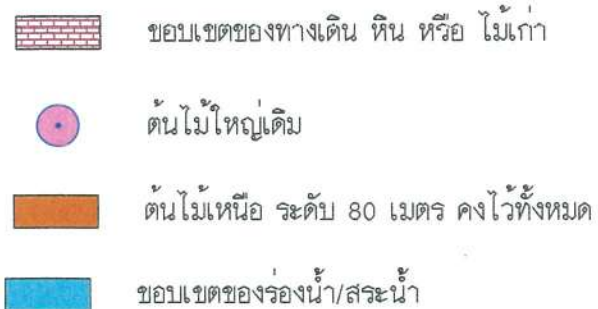 ขอบเขตของทางเดิน หิน หรือ ไม้เก่า
ต้นไม้ใหญ่เดิม
ต้นไม้เหนือ ระดับ 80 เมตร คงไว้ทั้งหมด
ขอบเขตของร่องน้ำ/สระน้ำ